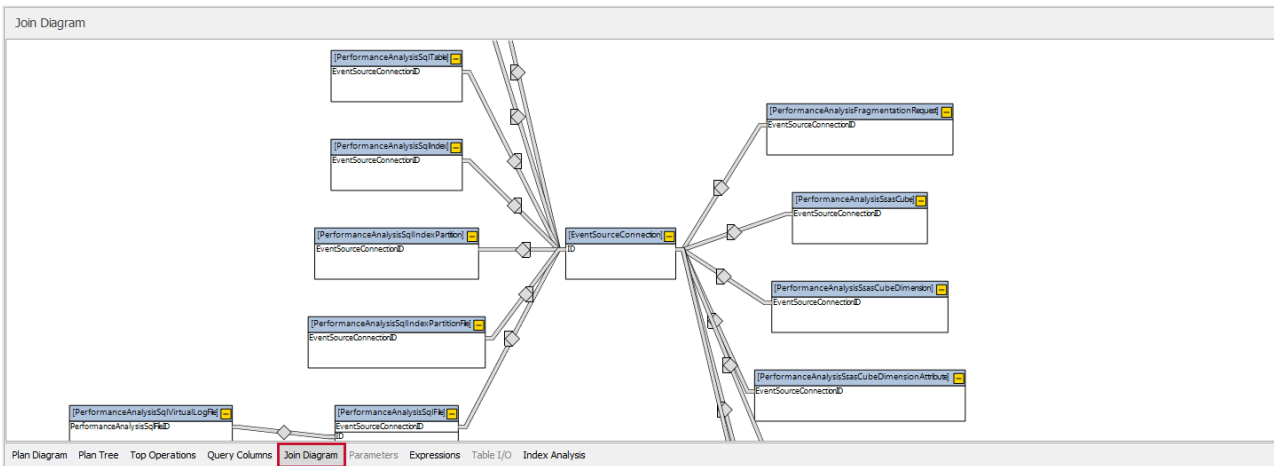 Join Diagram
[PerformanceAnalysisSqlTable]
EventSourceConnectionID
[PerformanceAnalysisFragmentationRequest]
EventSourceConnectionID
[PerformanceAnalysisSqlIndex]
EventSourceConnectionID
[PerformanceAnalysisSsasCube]
EventSourceConnectionID
[PerformanceAnalysisSqlIndexPartition]
EventSourceConnectionID
[EventSourceConnection]
ID
[PerformanceAnalysisSsasCubeDimension]
EventSourceConnectionID
[PerformanceAnalysisSqlIndexPartitionFile]
EventSourceConnectionID
[PerformanceAnalysisSsasCubeDimensionAttribute]
EventSourceConnectionID
[PerformanceAnalysisSqlVirtualLogFile]
PerformanceAnalysisSqlFileID
[PerformanceAnalysisSqlFile]
EventSourceConnectionID
ID
Plan Diagram Plan Tree Top Operations Query Columns Join Diagram Parameters Expressions Table I/O Index Analysis